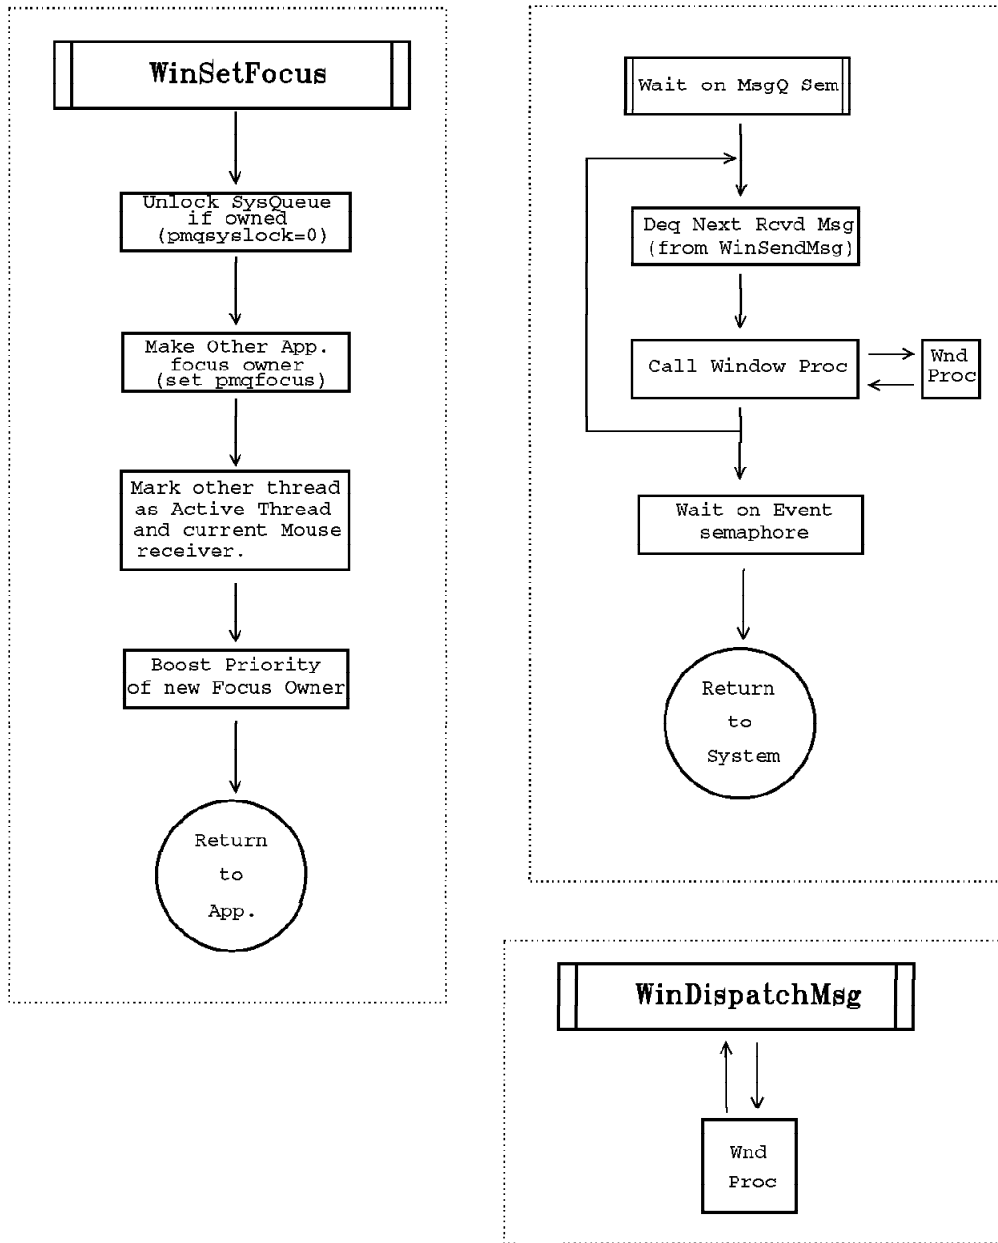 WinSetFocus
Unlock SysQueue
if owned
(pmqsyslock=0)
Make Other App.
focus owner
(set pmqfocus)
Mark other thread
as Active Thread
and current Mouse
receiver.
Boost Priority
of new Focus Owner
Return
to
App.
Wait on MsgQ Sem
Deq Next Rcvd Msg
(from WinSendMsg)
Call Window Proc
Wnd
Proc
Wait on Event
semaphore
Return
to
System
WinDispatchMsg
Wnd
Proc